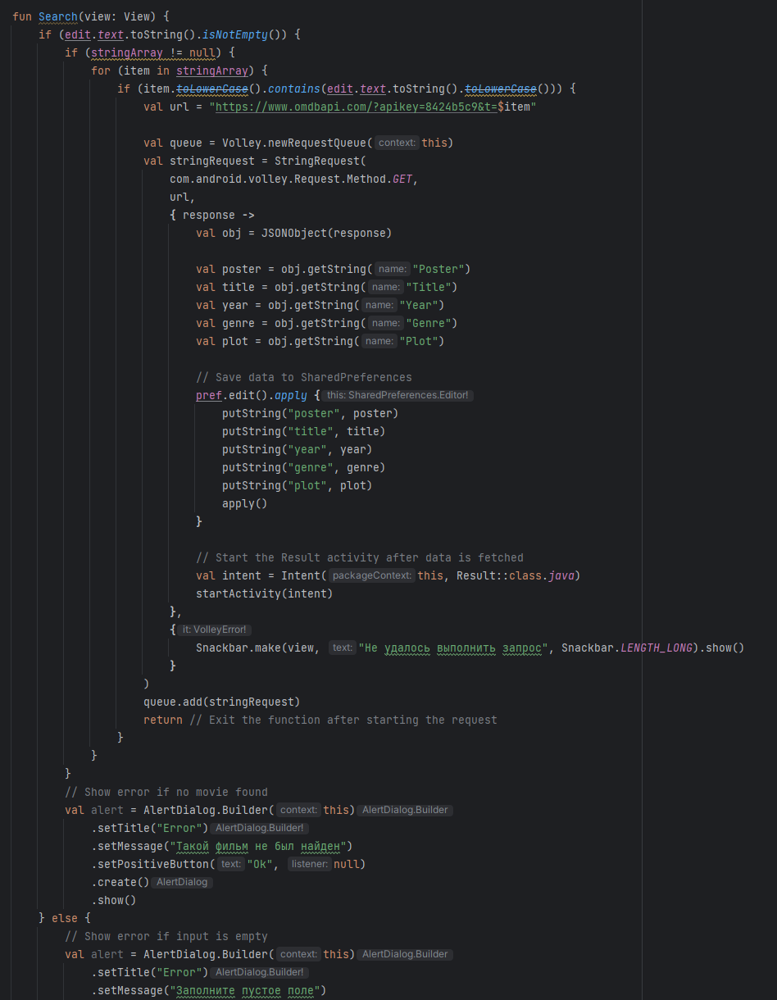 fun Search(view: View) {
if (edit.text.toString().isNotEmpty()) {
if (stringArray != null) {
for (item in stringArray) {
if (item.toLowerCase().contains(edit.text.toString().toLowerCase())) {
val url = "https://www.omdbapi.com/?apikey=8424b5c9&t=$item"
val queue = Volley.newRequestQueue( context: this)
val stringRequest = StringRequest(
com.android.volley.Request.Method.GET,
url,
{ response ->
val obj = JSONObject(response)
val poster = obj.getString( name: "Poster")
val title = obj.getString( name: "Title")
val year = obj.getString( name: "Year")
val genre = obj.getString( name: "Genre")
val plot = obj.getString( name: "Plot")
// Save data to SharedPreferences
pref.edit().apply { this: SharedPreferences.Editor!
putString("poster", poster)
putString("title", title)
putString("year", year)
putString("genre", genre)
putString("plot", plot)
apply()
}
// Start the Result activity after data is fetched
val intent = Intent( packageContext: this, Result::class.java)
startActivity(intent)
},
{ it: VolleyError!
Snackbar.make(view, text: "Не удалось выполнить запрос", Snackbar.LENGTH_LONG).show()
}
)
queue.add(stringRequest)
return // Exit the function after starting the request
}
}
}
// Show error if no movie found
val alert = AlertDialog.Builder( context: this) AlertDialog.Builder
.setTitle("Error") AlertDialog.Builder!
.setMessage("Такой фильм не был найден")
.setPositiveButton( text: "Ok", listener: null)
.create() AlertDialog
.show()
} else {
// Show error if input is empty
val alert = AlertDialog.Builder( context: this) AlertDialog.Builder
.setTitle("Error") AlertDialog.Builder!
.setMessage("Заполните пустое поле")